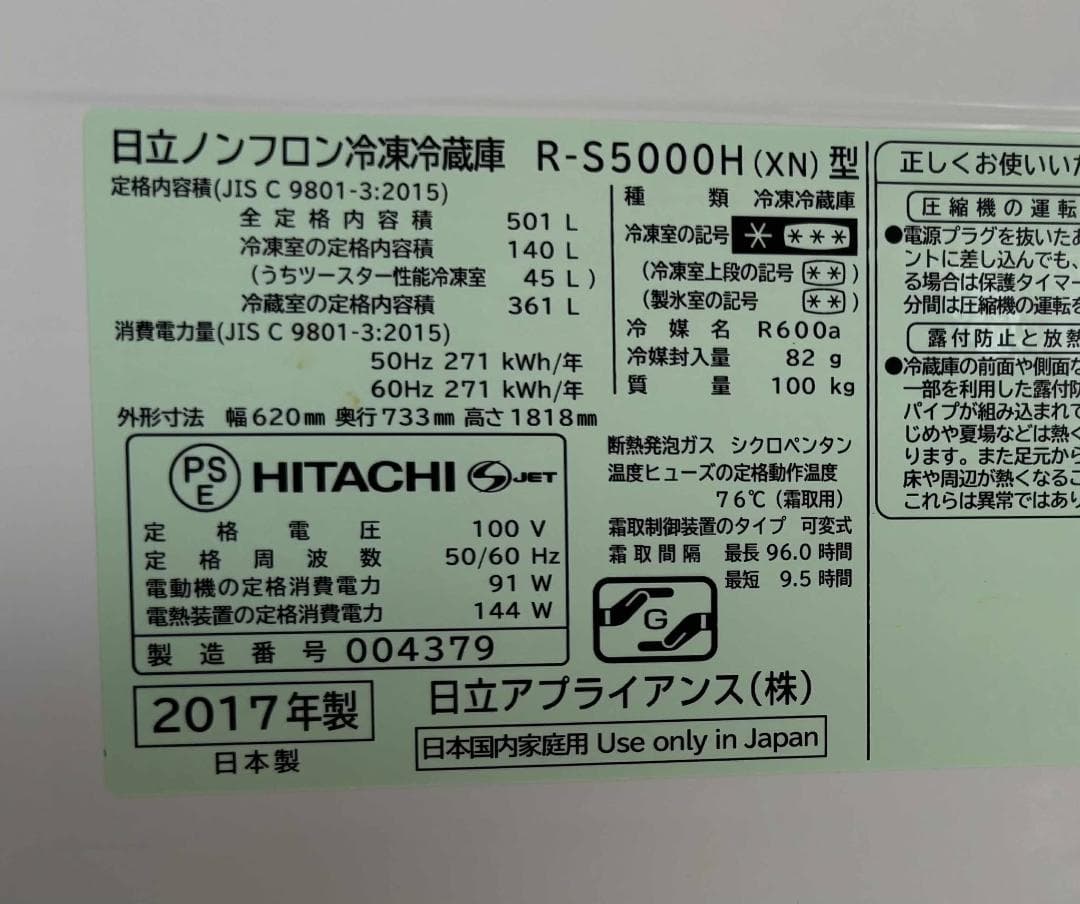 日立ノンフロン冷凍冷蔵庫 R-S5000H(XN)型
定格内容積(JIS C 9801-3:2015)
全定格内容積 501 L
冷凍室の定格内容積 140 L
(うちツースター性能冷凍室 45 L)
冷蔵室の定格内容積 361 L
消費電力量(JIS C 9801-3:2015)
50Hz 271 kWh/年
60Hz 271 kWh/年
外形寸法 幅620㎜ 奥行733㎜ 高さ1818㎜
PS
E
HITACHI S JET
定格電圧 100 V
定格周波数 50/60 Hz
電動機の定格消費電力 91 W
電熱装置の定格消費電力 144 W
製造番号 004379
2017年製
日本製
種類 冷凍冷蔵庫
冷凍室の記号 * ***
(冷凍室上段の記号 **)
(製氷室の記号 **)
冷媒名 R600a
冷媒封入量 82 g
質量 100 kg
断熱発泡ガス シクロペンタン
温度ヒューズの定格動作温度
76℃(霜取用)
霜取制御装置のタイプ 可変式
霜取間隔 最長 96.0 時間
最短 9.5 時間
G
日立アプライアンス(株)
日本国内家庭用 Use only in Japan
正しくお使いいた
圧縮機の運転
●電源プラグを抜いたあ
ントに差し込んでも、
る場合は保護タイマー
分間は圧縮機の運転を
露付防止と放熱
●冷蔵庫の前面や側面な
一部を利用した露付防
パイプが組み込まれて
じめや夏場などは熱く
ります。また足元から
床や周辺が熱くなるこ
これらは異常ではあり